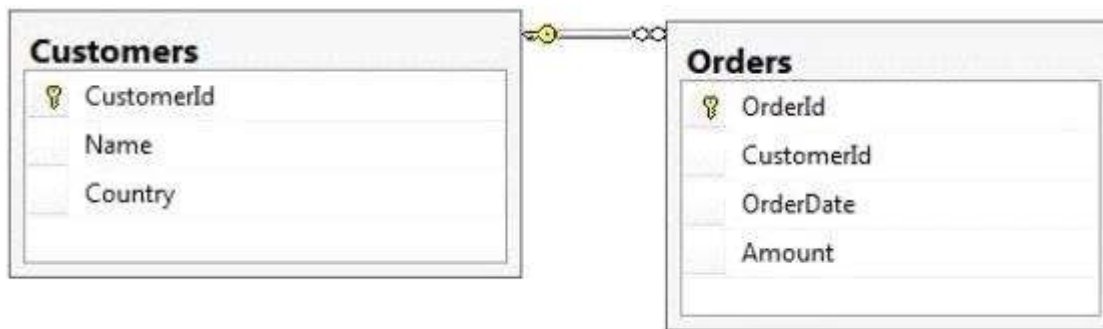 Customers
CustomerId
Name
Country
Orders
OrderId
CustomerId
OrderDate
Amount